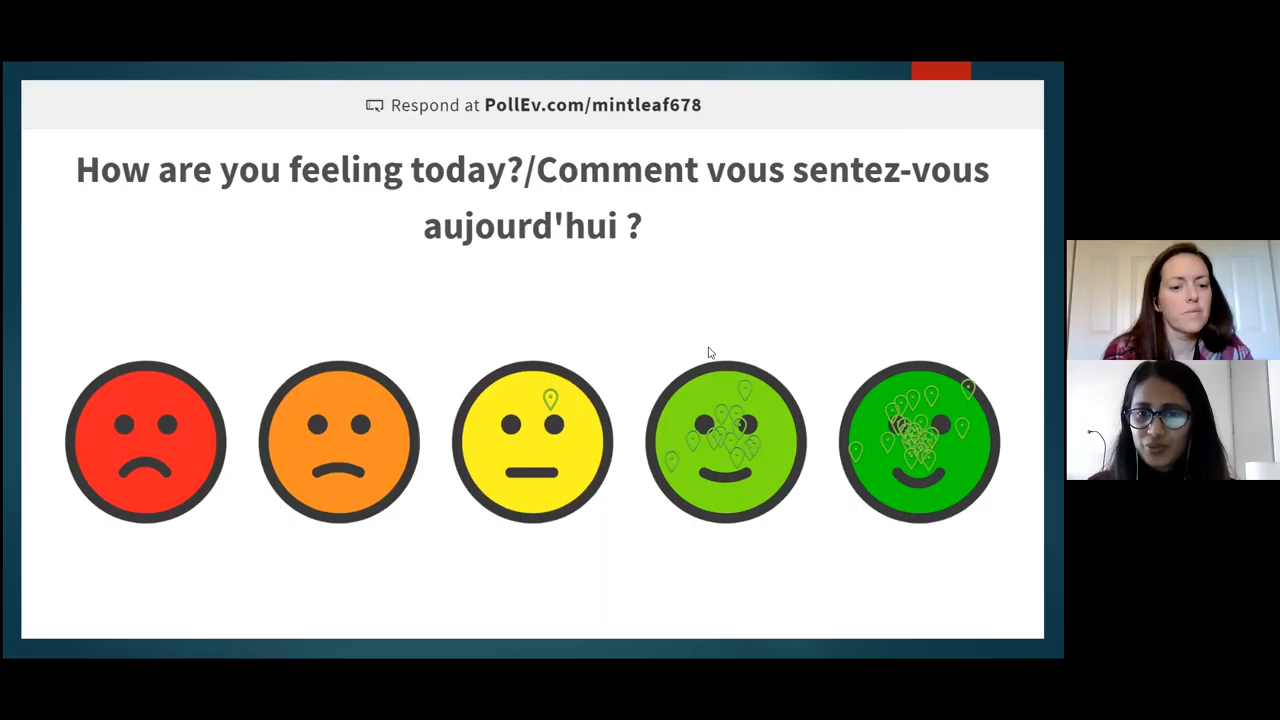 Respond at PollEv.com/mintleaf678
How are you feeling today?/Comment vous sentez-vous
aujourd'hui ?